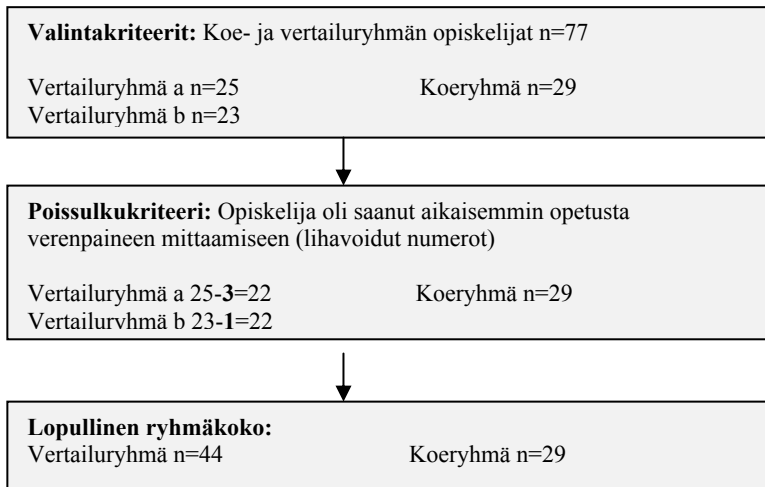 Valintakriteerit: Koe- ja vertailuryhmän opiskelijat n=77
Vertailuryhmä a n=25 Koeryhmä n=29
Vertailuryhmä b n=23
Poissulkukriteeri: Opiskelija oli saanut aikaisemmin opetusta
verenpaineen mittaamiseen (lihavoidut numerot)
Vertailuryhmä a 25-3=22 Koeryhmä n=29
Vertailuryhmä b 23-1=22
Lopullinen ryhmäkoko:
Vertailuryhmä n=44 Koeryhmä n=29